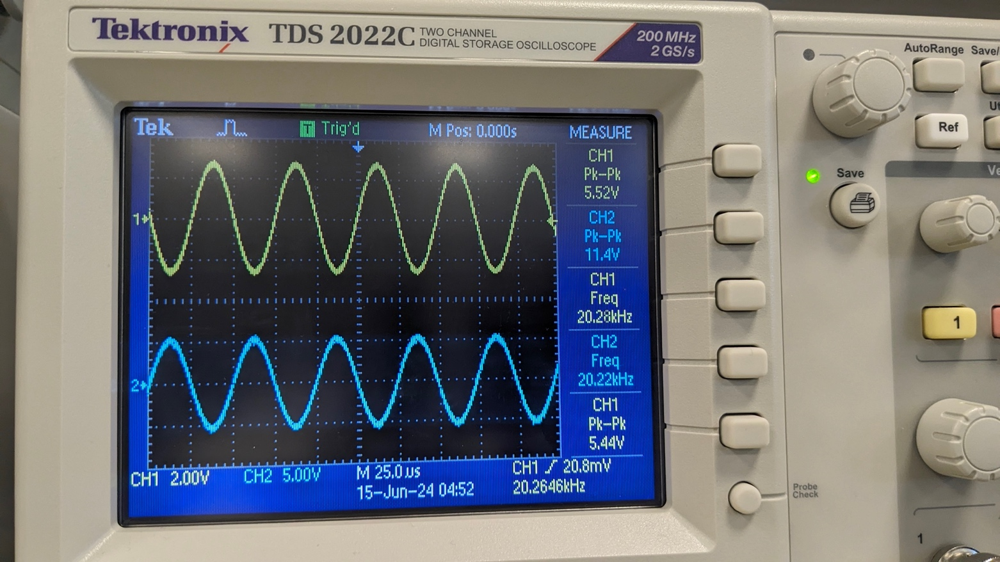 Tektronix TDS 2022C TWO CHANNEL
DIGITAL STORAGE OSCILLOSCOPE
200 MHz
2 GS/s
AutoRange
Ref
Save
1
Probe
Check
1
Tek
T Trig'd
M Pos: 0.000s
MEASURE
CH1
Pk-Pk
5.52V
CH2
Pk-Pk
11.4V
CH1
Freq
20.28kHz
CH2
Freq
20.22kHz
CH1
Pk-Pk
5.44V
1
2
CH1 2.00V
CH2 5.00V
M 25.0µs
CH1 / 20.8mV
15-Jun-24 04:52
20.2646kHz